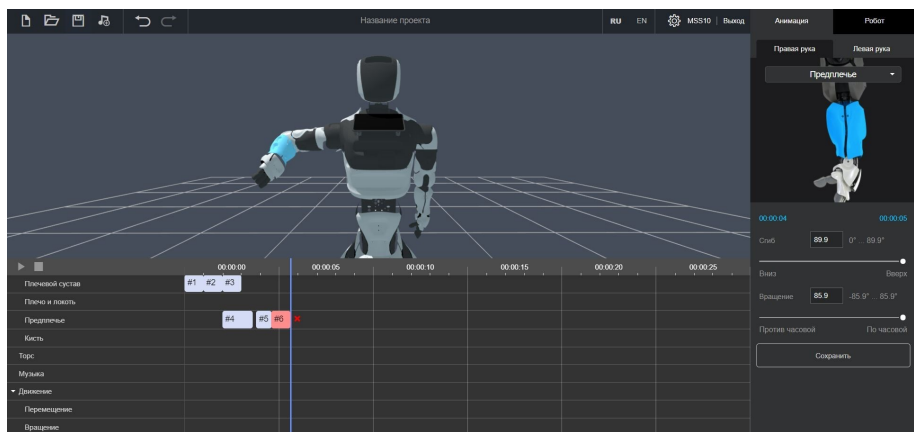 Название проекта
RU EN MSS10 | Выход
Анимация Робот
Правая рука Левая рука
Предплечье
00:00:04 00:00:05
Сгиб 89.9 0° ... 89.9°
Вниз Вверх
Вращение 85.9 -85.9° ... 85.9°
Против часовой По часовой
Сохранить
00:00:00 00:00:05 00:00:10 00:00:15 00:00:20 00:00:25
Плечевой сустав #1 #2 #3
Плечо и локоть
Предплечье #4 #5 #6
Кисть
Торс
Музыка
Движение
Перемещение
Вращение